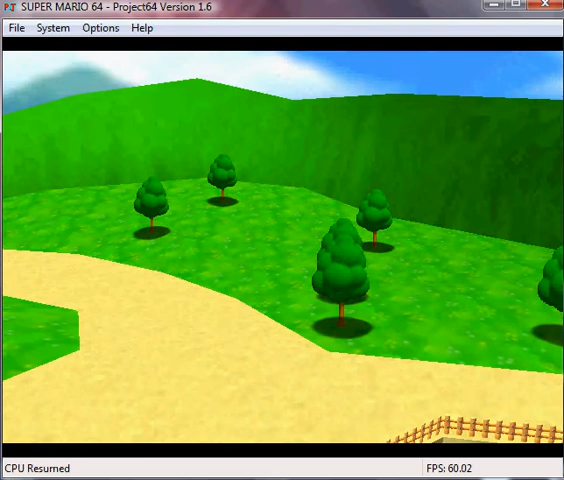 SUPER MARIO 64 - Project64 Version 1.6
File System Options Help
CPU Resumed FPS: 60.02